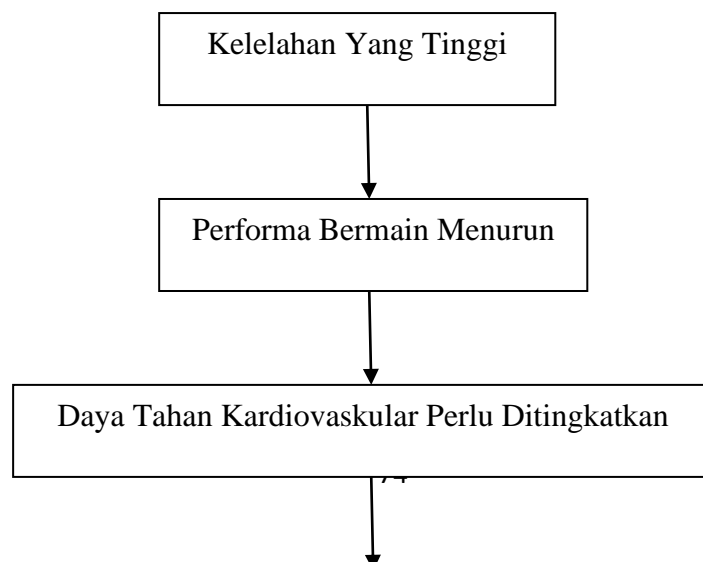 Kelelahan Yang Tinggi
Performa Bermain Menurun
Daya Tahan Kardiovaskular Perlu Ditingkatkan